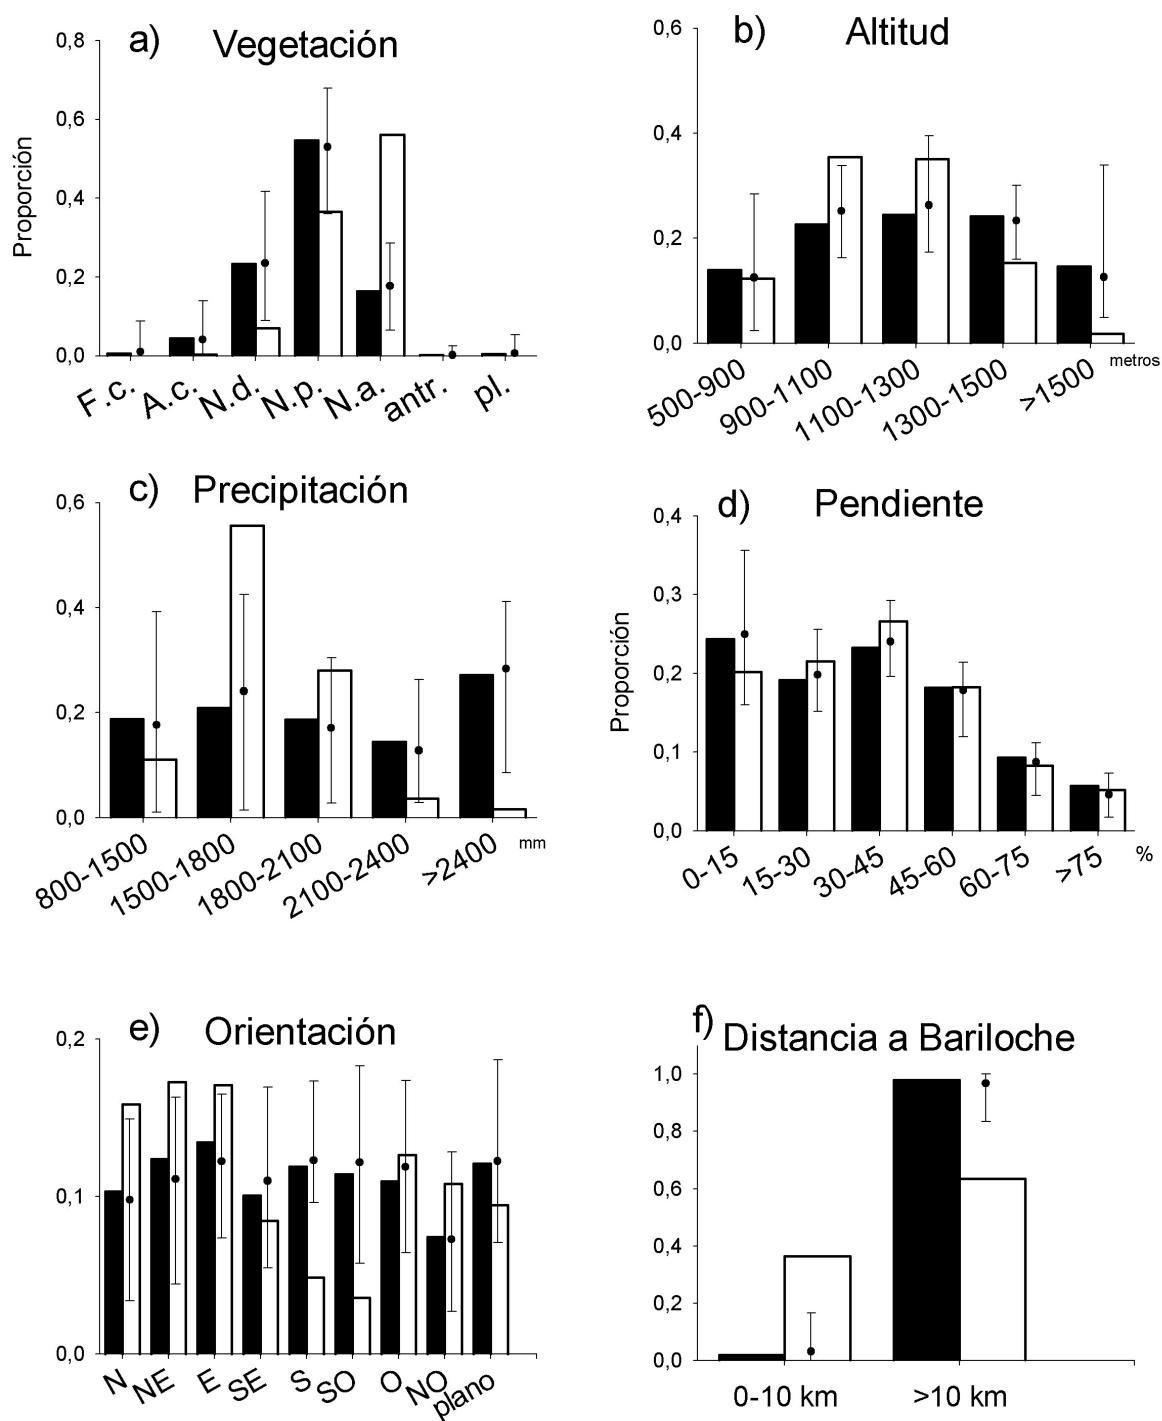 a) Vegetación
Proporción
0,8
0,6
0,4
0,2
0,0
F.c. A.c. N.d. N.p. N.a. antr. pl.
b) Altitud
0,6
0,4
0,2
0,0
500-900 900-1100 1100-1300 1300-1500 >1500 metros
c) Precipitación
0,6
0,4
0,2
0,0
800-1500 1500-1800 1800-2100 2100-2400 >2400 mm
d) Pendiente
Proporción
0,4
0,3
0,2
0,1
0,0
0-15 15-30 30-45 45-60 60-75 >75 %
e) Orientación
0,2
0,1
0,0
N NE E SE S SO O NO plano
f) Distancia a Bariloche
1,0
0,8
0,6
0,4
0,2
0,0
0-10 km >10 km